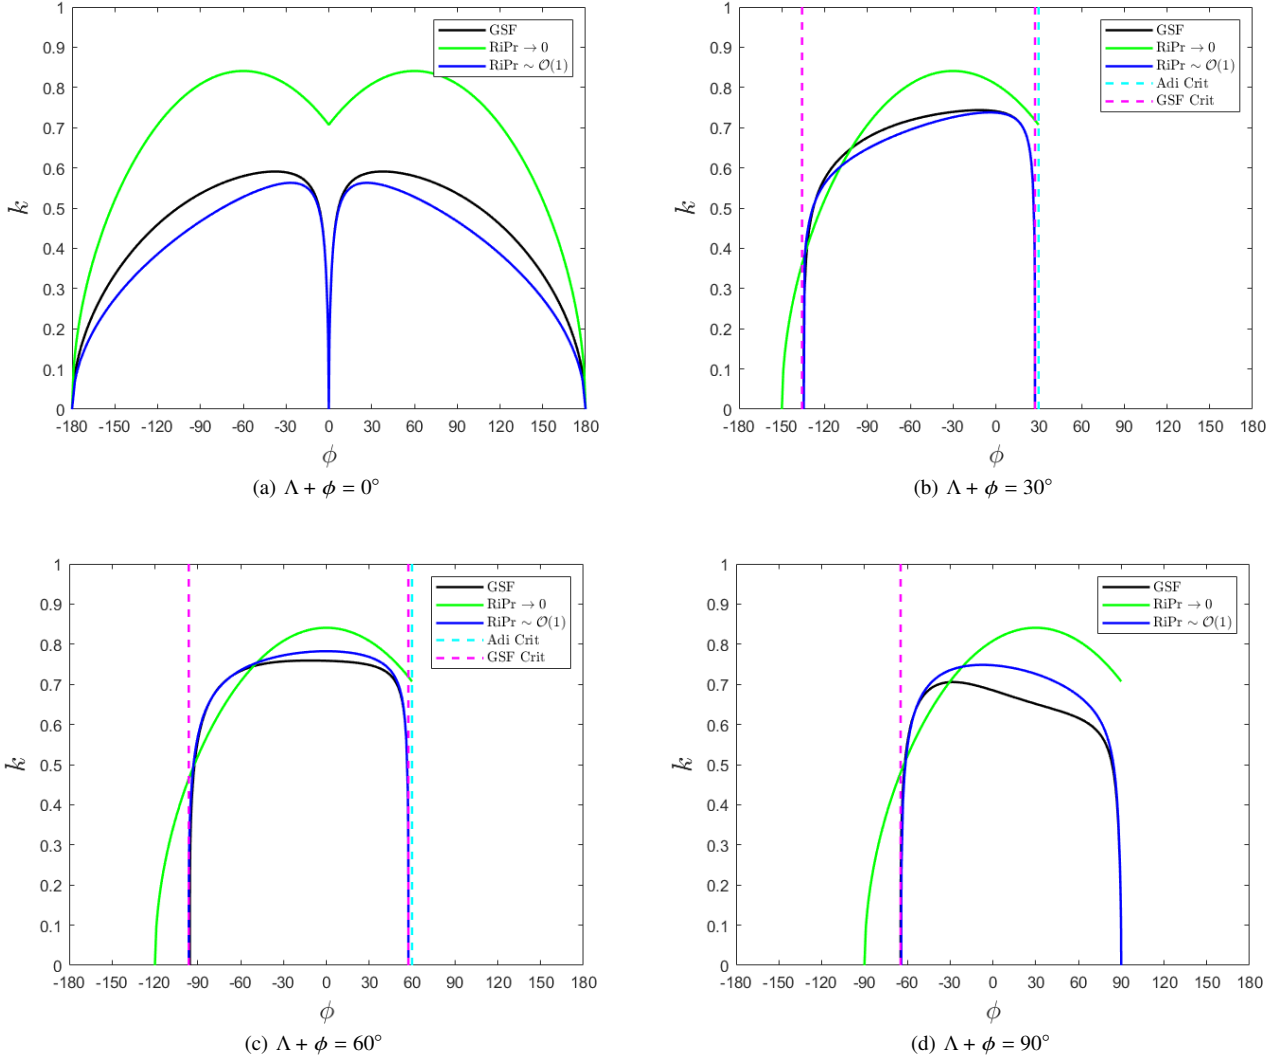 1
0.9
0.8
0.7
0.6
0.5
0.4
0.3
0.2
0.1
0
k
-180 -150 -120 -90 -60 -30 0 30 60 90 120 150 180
ϕ
GSF
RiPr → 0
RiPr ∼ 𝒪(1)
(a) Λ + ϕ = 0°
1
0.9
0.8
0.7
0.6
0.5
0.4
0.3
0.2
0.1
0
k
-180 -150 -120 -90 -60 -30 0 30 60 90 120 150 180
ϕ
GSF
RiPr → 0
RiPr ∼ 𝒪(1)
Adi Crit
GSF Crit
(b) Λ + ϕ = 30°
1
0.9
0.8
0.7
0.6
0.5
0.4
0.3
0.2
0.1
0
k
-180 -150 -120 -90 -60 -30 0 30 60 90 120 150 180
ϕ
GSF
RiPr → 0
RiPr ∼ 𝒪(1)
Adi Crit
GSF Crit
(c) Λ + ϕ = 60°
1
0.9
0.8
0.7
0.6
0.5
0.4
0.3
0.2
0.1
0
k
-180 -150 -120 -90 -60 -30 0 30 60 90 120 150 180
ϕ
GSF
RiPr → 0
RiPr ∼ 𝒪(1)
(d) Λ + ϕ = 90°